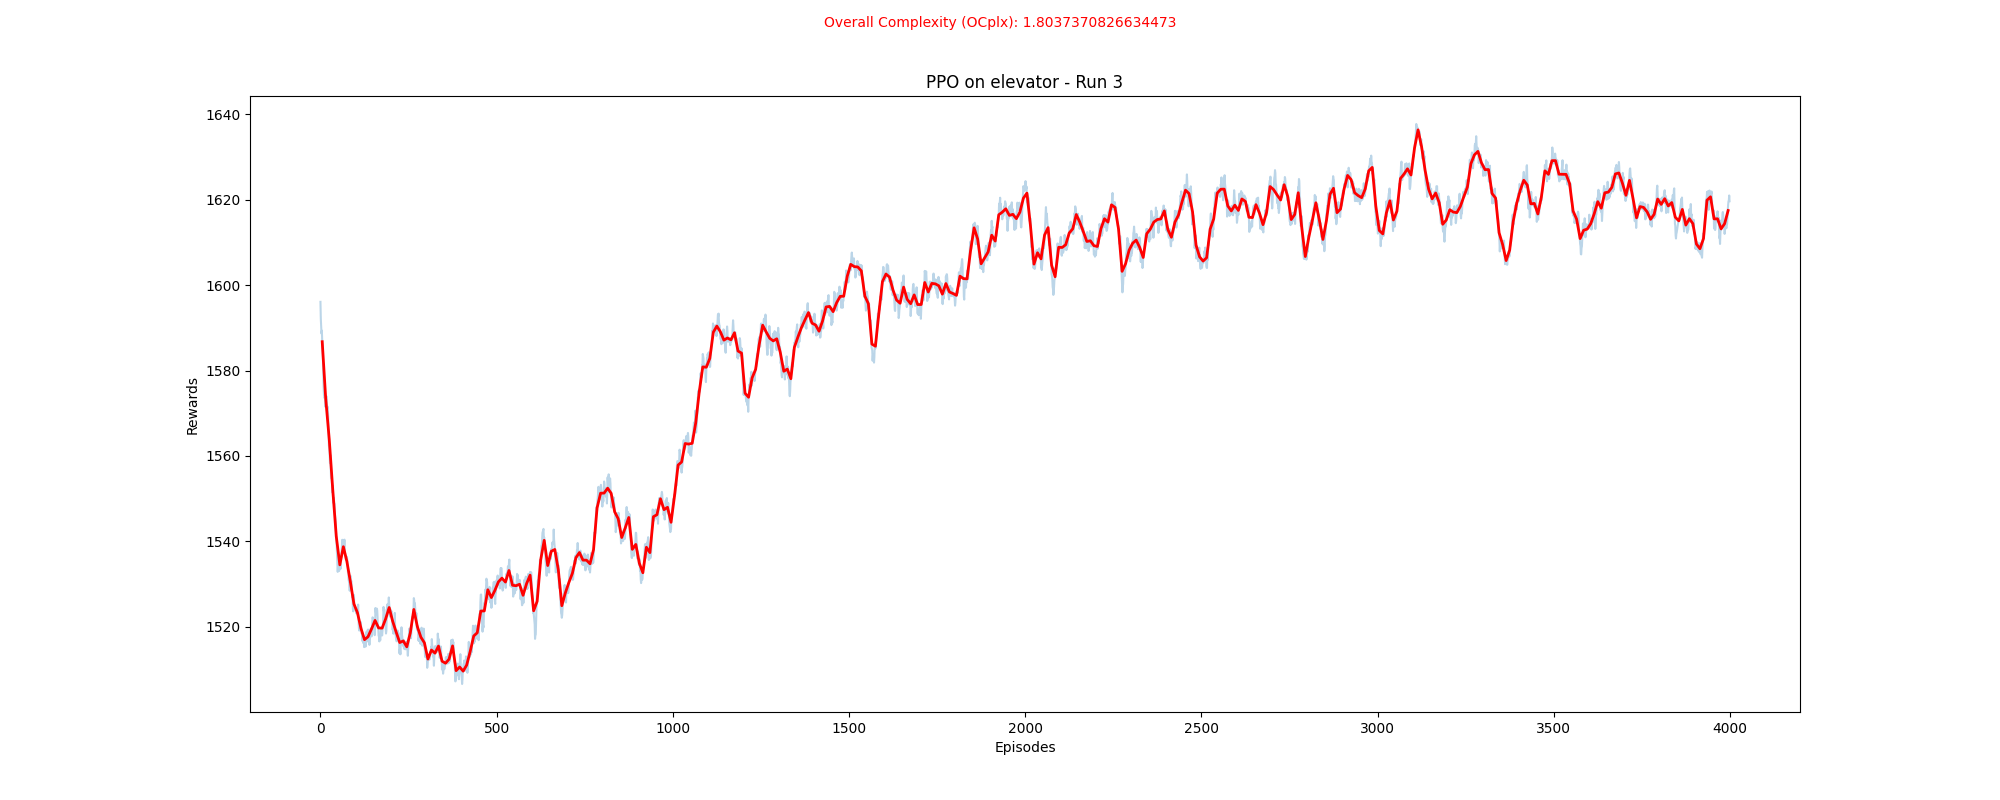 Overall Complexity (OCplx): 1.8037370826634473
PPO on elevator - Run 3
1640
1620
1600
1580
1560
1540
1520
Rewards
0 500 1000 1500 2000 2500 3000 3500 4000
Episodes